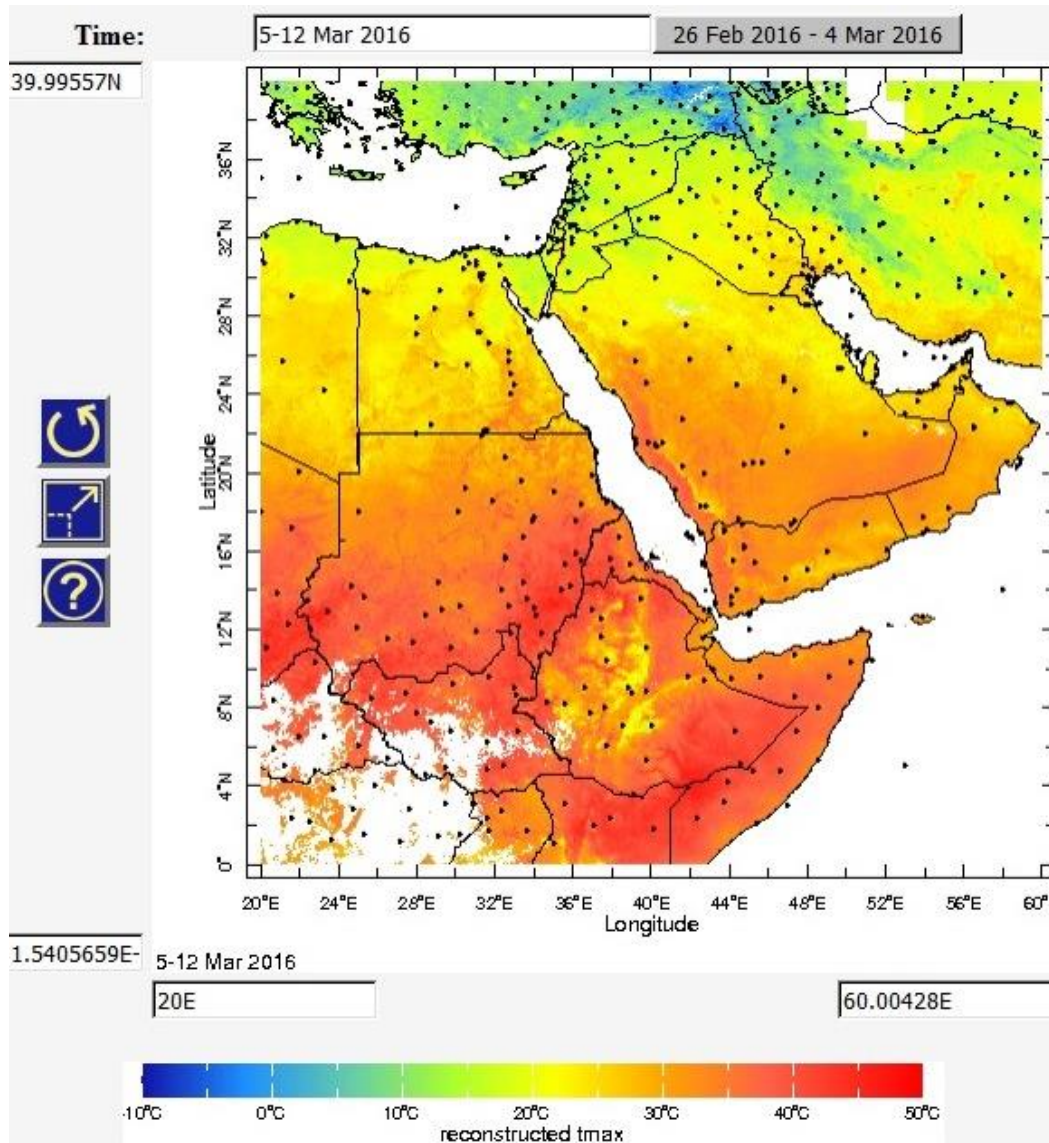 Time:
5-12 Mar 2016
26 Feb 2016 - 4 Mar 2016
39.99557N
36°N
32°N
28°N
24°N
20°N
16°N
12°N
8°N
4°N
0°
Latitude
?
20°E 24°E 28°E 32°E 36°E 40°E 44°E 48°E 52°E 56°E 60°
Longitude
1.5405659E-
5-12 Mar 2016
20E
60.00428E
-10°C 0°C 10°C 20°C 30°C 40°C 50°C
reconstructed tmax